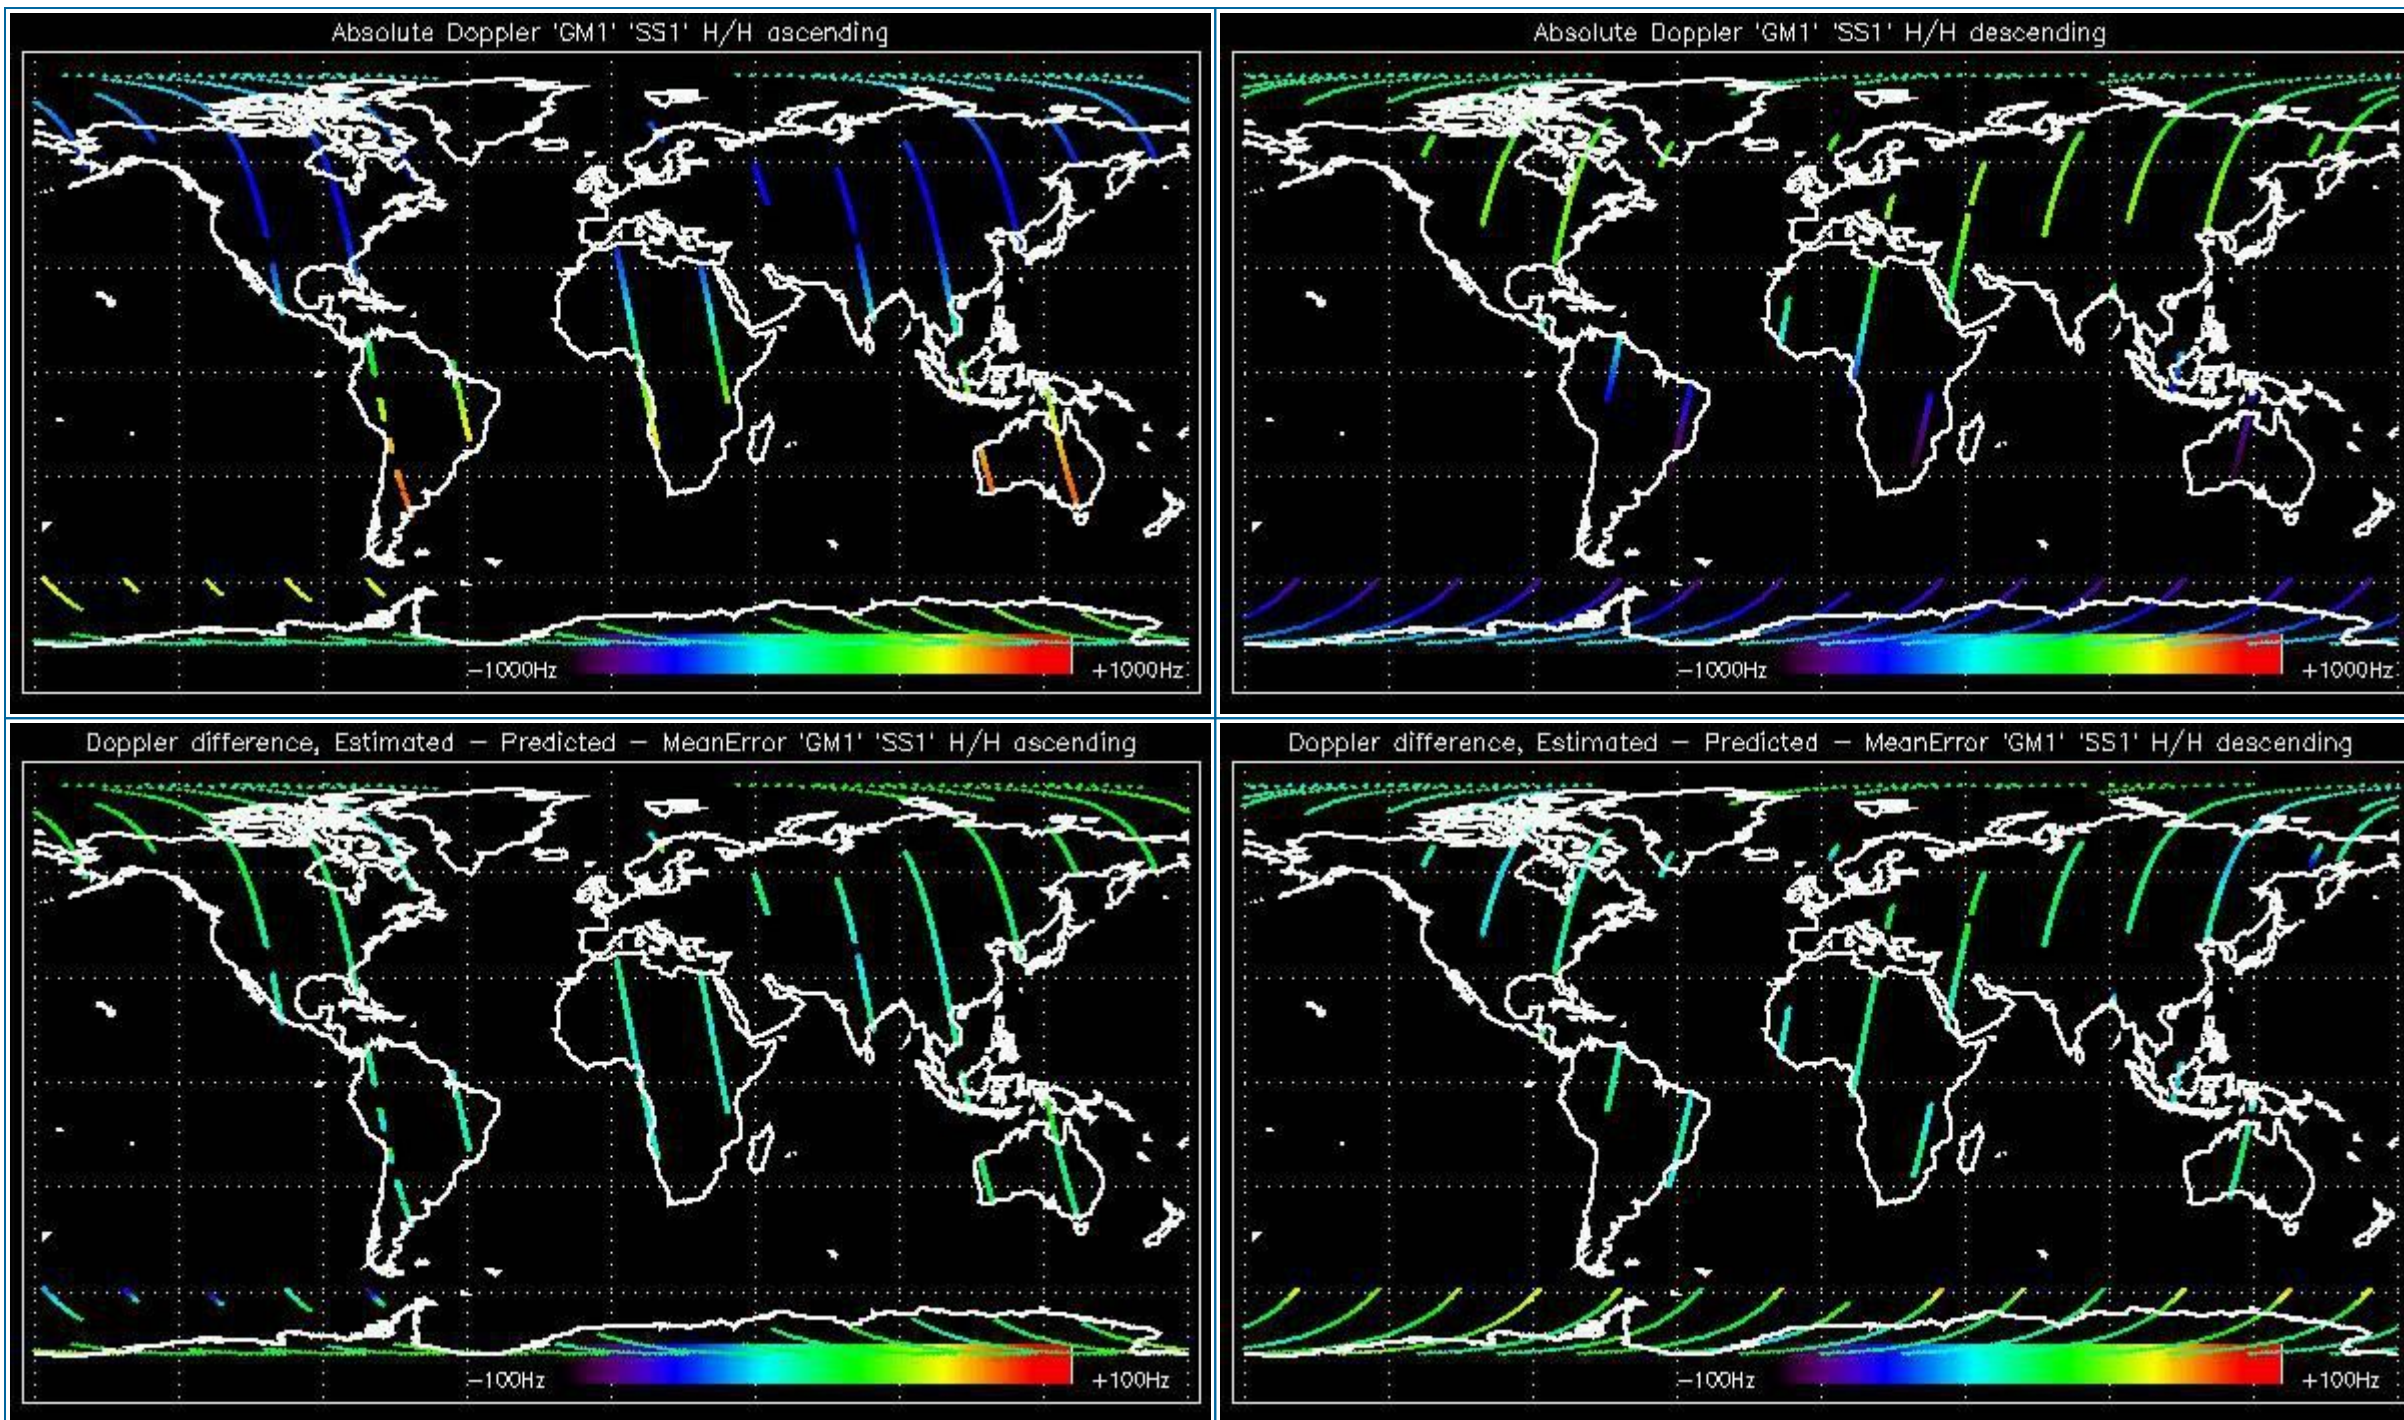 Absolute Doppler 'GM1' 'SS1' H/H ascending
-1000Hz +1000Hz
Absolute Doppler 'GM1' 'SS1' H/H descending
-1000Hz +1000Hz
Doppler difference, Estimated - Predicted - MeanError 'GM1' 'SS1' H/H ascending
-100Hz +100Hz
Doppler difference, Estimated - Predicted - MeanError 'GM1' 'SS1' H/H descending
-100Hz +100Hz